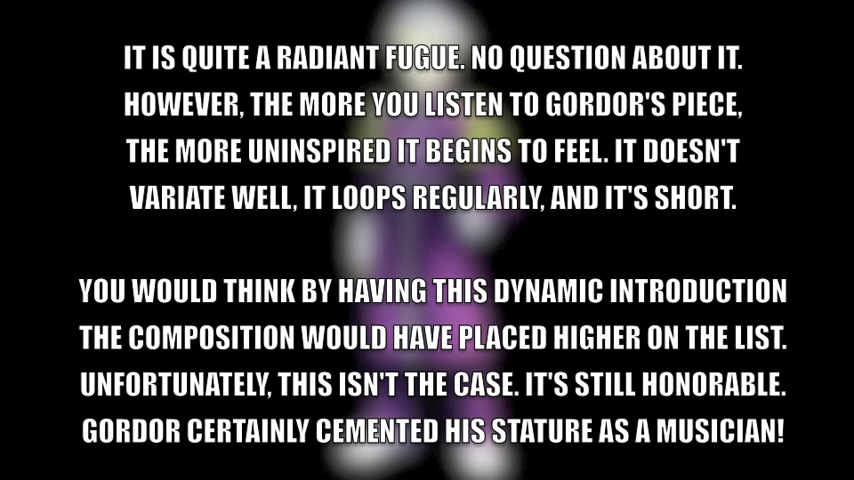 IT IS QUITE A RADIANT FUGUE. NO QUESTION ABOUT IT.
HOWEVER, THE MORE YOU LISTEN TO GORDOR'S PIECE,
THE MORE UNINSPIRED IT BEGINS TO FEEL. IT DOESN'T
VARIATE WELL, IT LOOPS REGULARLY, AND IT'S SHORT.
YOU WOULD THINK BY HAVING THIS DYNAMIC INTRODUCTION
THE COMPOSITION WOULD HAVE PLACED HIGHER ON THE LIST.
UNFORTUNATELY, THIS ISN'T THE CASE. IT'S STILL HONORABLE.
GORDOR CERTAINLY CEMENTED HIS STATURE AS A MUSICIAN!